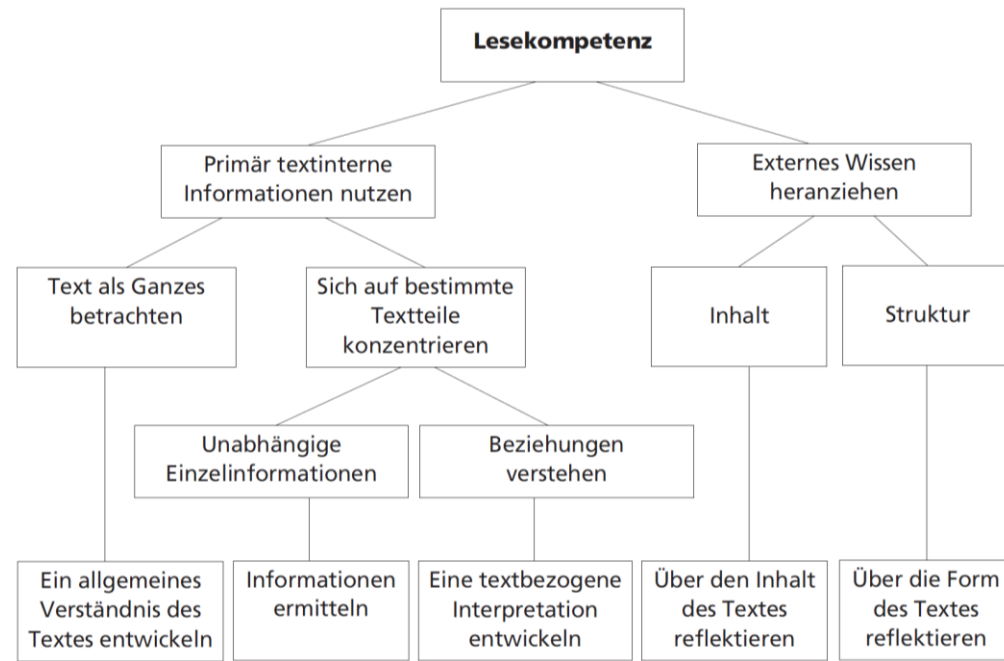 Lesekompetenz
Primär textinterne
Informationen nutzen
Externes Wissen
heranziehen
Text als Ganzes
betrachten
Sich auf bestimmte
Textteile
konzentrieren
Inhalt
Struktur
Unabhängige
Einzelinformationen
Beziehungen
verstehen
Ein allgemeines
Verständnis des
Textes entwickeln
Informationen
ermitteln
Eine textbezogene
Interpretation
entwickeln
Über den Inhalt
des Textes
reflektieren
Über die Form
des Textes
reflektieren